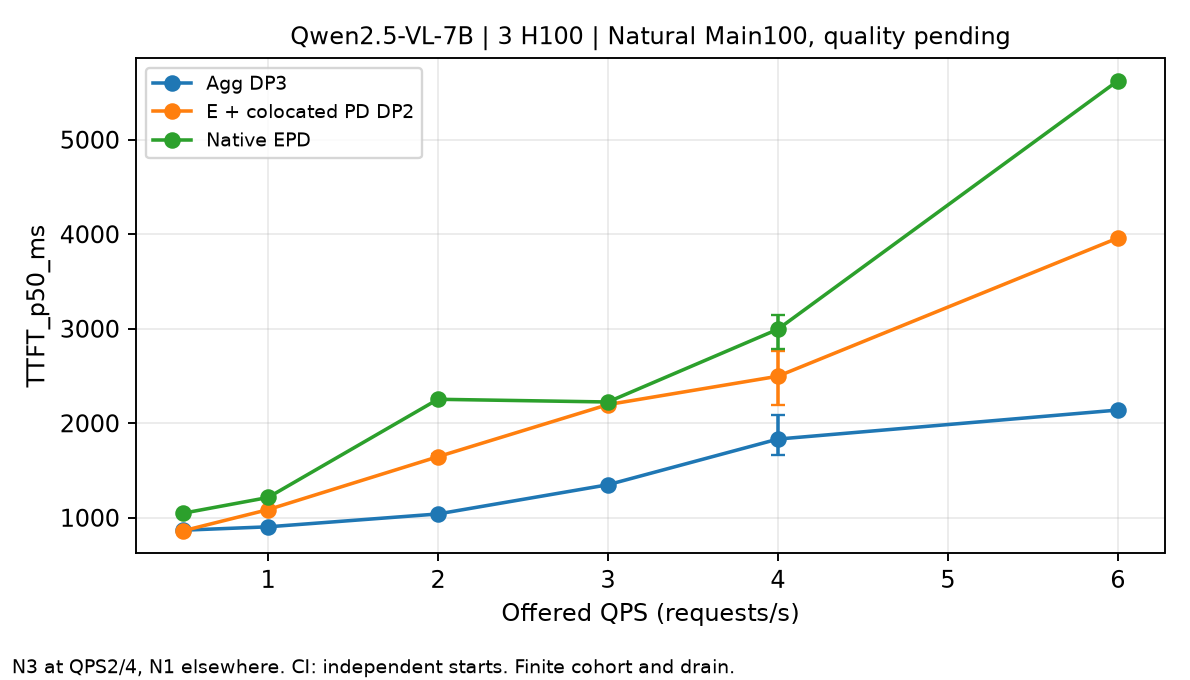 Qwen2.5-VL-7B | 3 H100 | Natural Main100, quality pending
Agg DP3
E + colocated PD DP2
Native EPD
TTFT_p50_ms
5000
4000
3000
2000
1000
1 2 3 4 5 6
Offered QPS (requests/s)
N3 at QPS2/4, N1 elsewhere. CI: independent starts. Finite cohort and drain.